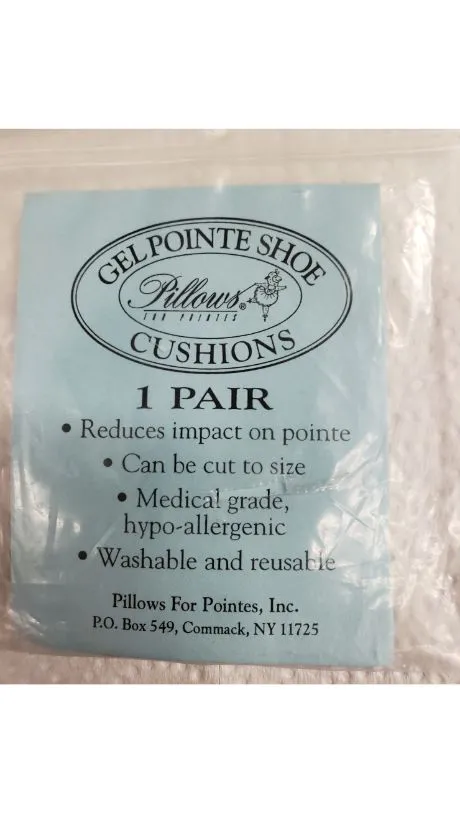 GEL POINTE SHOE
Pillows®
FOR POINTES
CUSHIONS
1 PAIR
• Reduces impact on pointe
• Can be cut to size
• Medical grade,
hypo-allergenic
• Washable and reusable
Pillows For Pointes, Inc.
P.O. Box 549, Commack, NY 11725